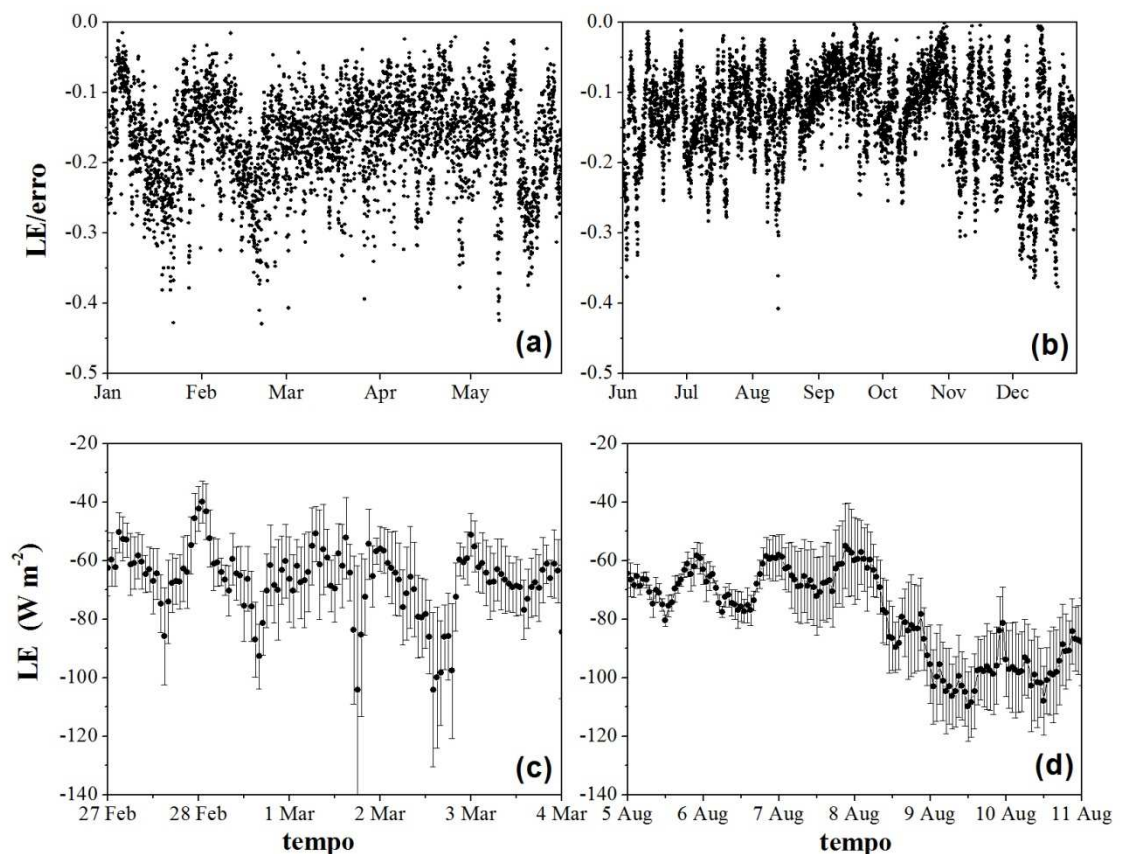 0.0
-0.1
-0.2
-0.3
-0.4
-0.5
LE/erro
(a)
Jan Feb Mar Apr May
0.0
-0.1
-0.2
-0.3
-0.4
-0.5
(b)
Jun Jul Aug Sep Oct Nov Dec
-20
-40
-60
-80
-100
-120
-140
LE (W m-2)
(c)
27 Feb 28 Feb 1 Mar 2 Mar 3 Mar 4 Mar
tempo
-20
-40
-60
-80
-100
-120
-140
(d)
5 Aug 6 Aug 7 Aug 8 Aug 9 Aug 10 Aug 11 Aug
tempo